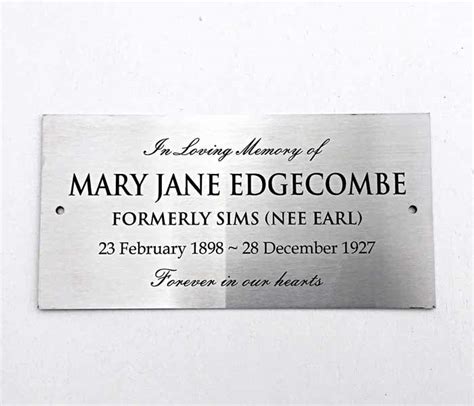 In Loving Memory of
MARY JANE EDGECOMBE
FORMERLY SIMS (NEE EARL)
23 February 1898 ~ 28 December 1927
Forever in our hearts